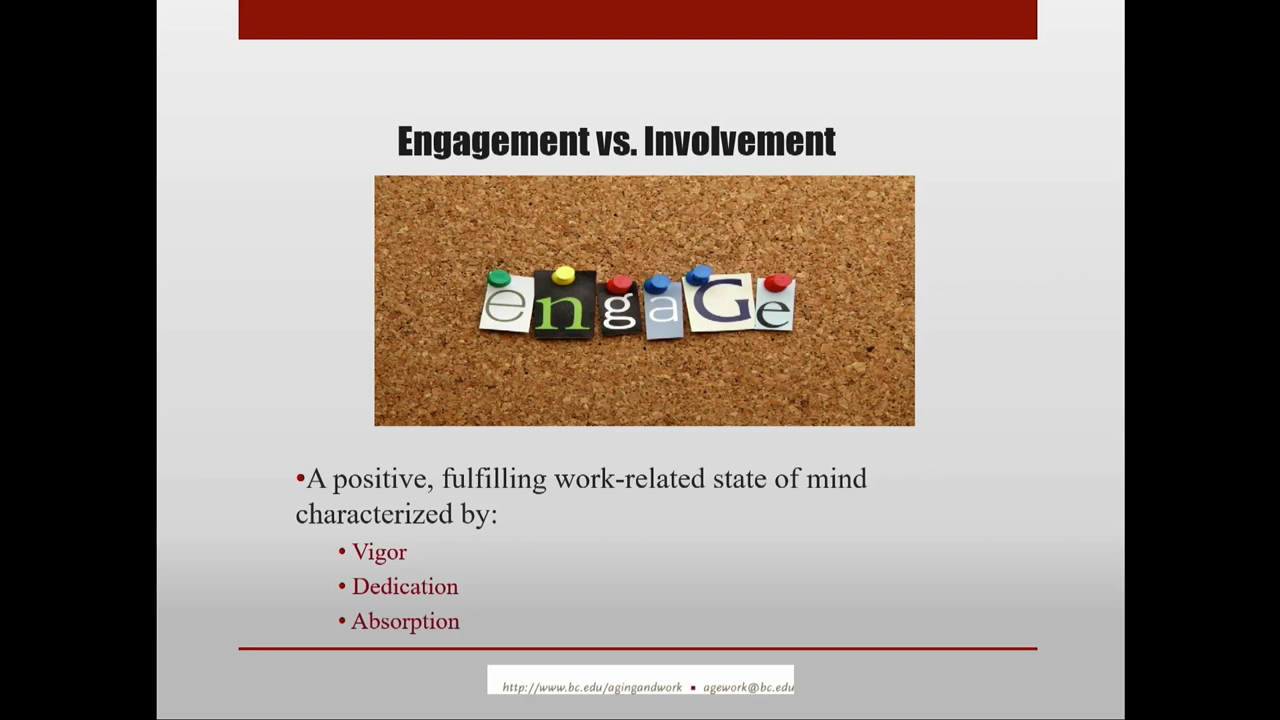 Engagement vs. Involvement
engaGe
•A positive, fulfilling work-related state of mind
characterized by:
• Vigor
• Dedication
• Absorption
http://www.bc.edu/agingandwork ▪ agework@bc.edu